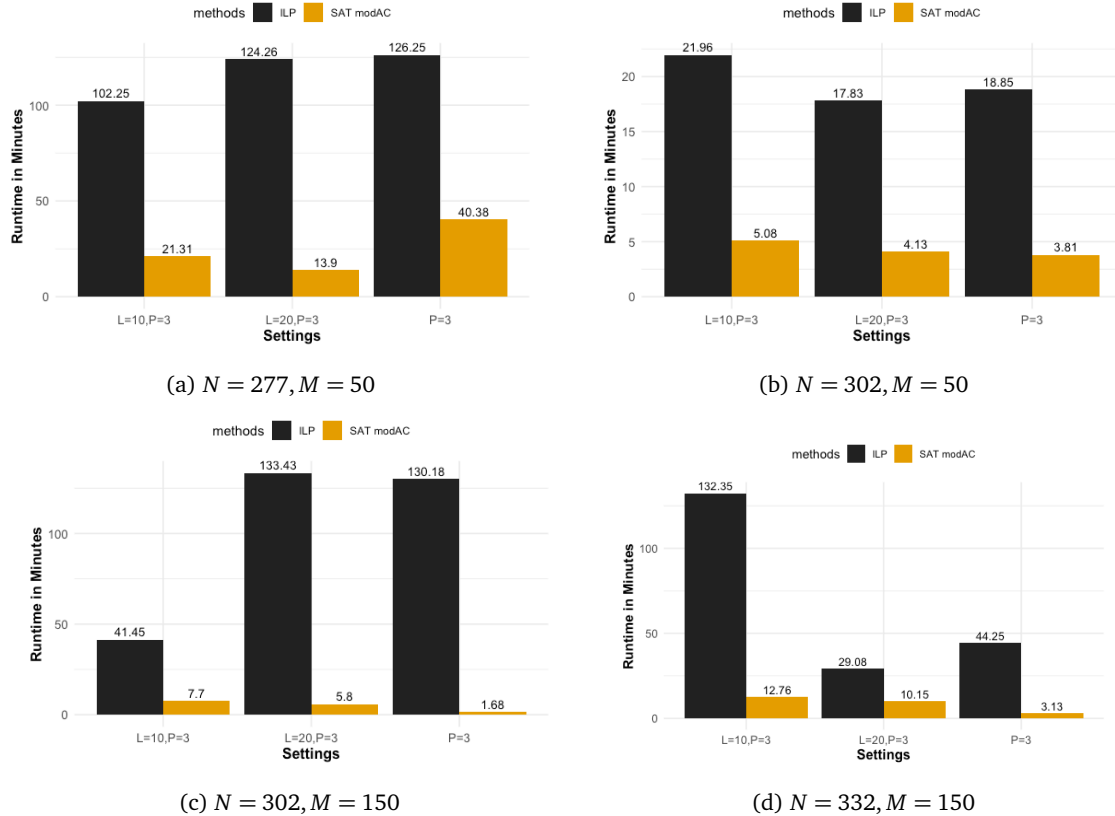 methods ILP SAT modAC
Runtime in Minutes
100
50
0
102.25
21.31
124.26
13.9
126.25
40.38
L=10,P=3 L=20,P=3 P=3
Settings
(a) N = 277, M = 50
methods ILP SAT modAC
Runtime in Minutes
20
15
10
5
0
21.96
5.08
17.83
4.13
18.85
3.81
L=10,P=3 L=20,P=3 P=3
Settings
(b) N = 302, M = 50
methods ILP SAT modAC
Runtime in Minutes
100
50
0
41.45
7.7
133.43
5.8
130.18
1.68
L=10,P=3 L=20,P=3 P=3
Settings
(c) N = 302, M = 150
methods ILP SAT modAC
Runtime in Minutes
100
50
0
132.35
12.76
29.08
10.15
44.25
3.13
L=10,P=3 L=20,P=3 P=3
Settings
(d) N = 332, M = 150